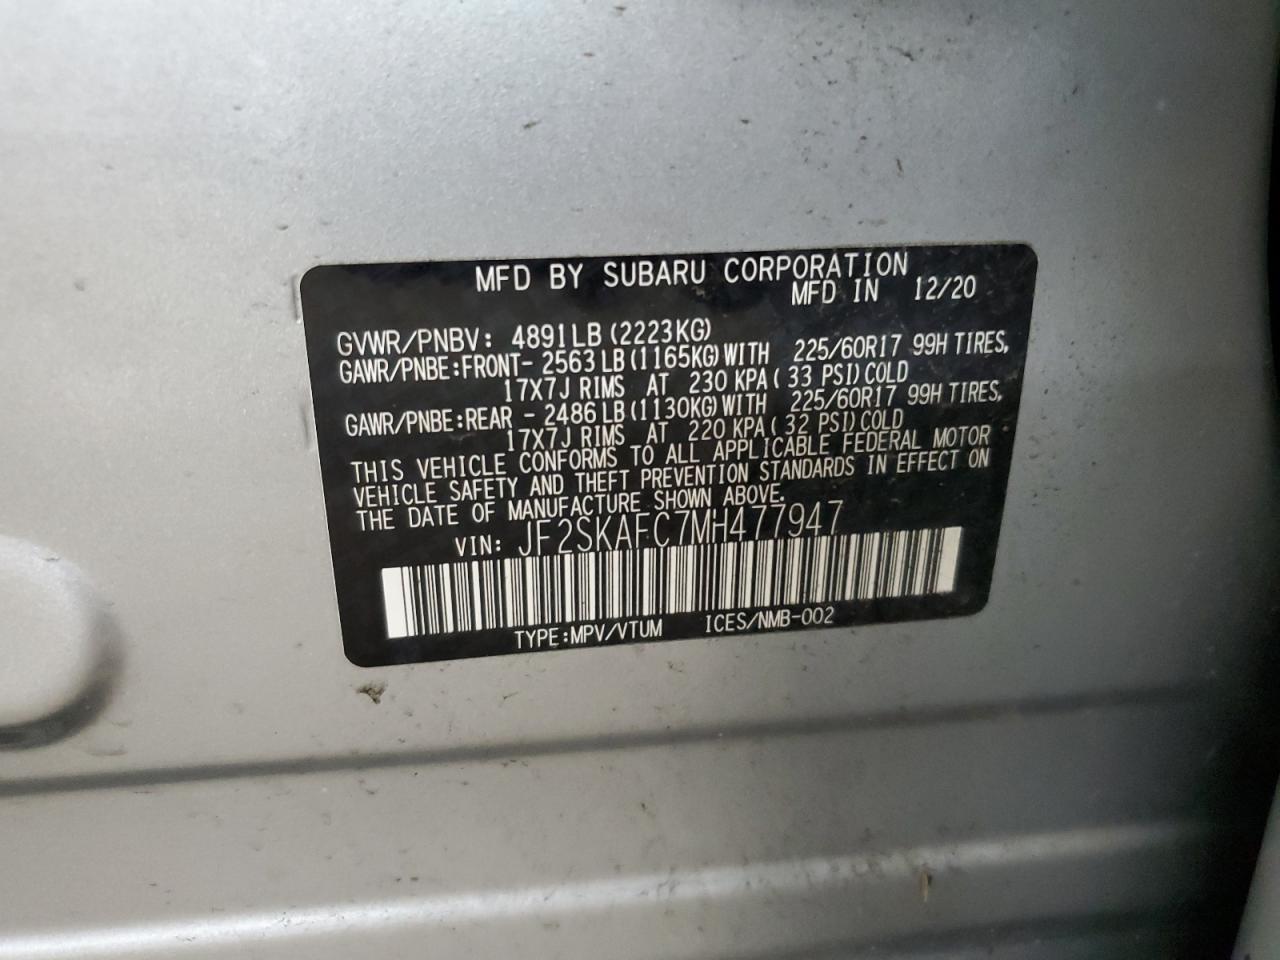 MFD BY SUBARU CORPORATION
MFD IN 12/20
GVWR/PNBV: 4891LB (2223KG)
GAWR/PNBE:FRONT- 2563LB(1165KG)WITH 225/60R17 99H TIRES,
17X7J RIMS AT 230 KPA( 33 PSI)COLD
GAWR/PNBE:REAR - 2486LB(1130KG)WITH 225/60R17 99H TIRES,
17X7J RIMS AT 220 KPA( 32 PSI)COLD
THIS VEHICLE CONFORMS TO ALL APPLICABLE FEDERAL MOTOR
VEHICLE SAFETY AND THEFT PREVENTION STANDARDS IN EFFECT ON
THE DATE OF MANUFACTURE SHOWN ABOVE.
VIN: JF2SKAFC7MH477947
TYPE:MPV/VTUM ICES/NMB-002